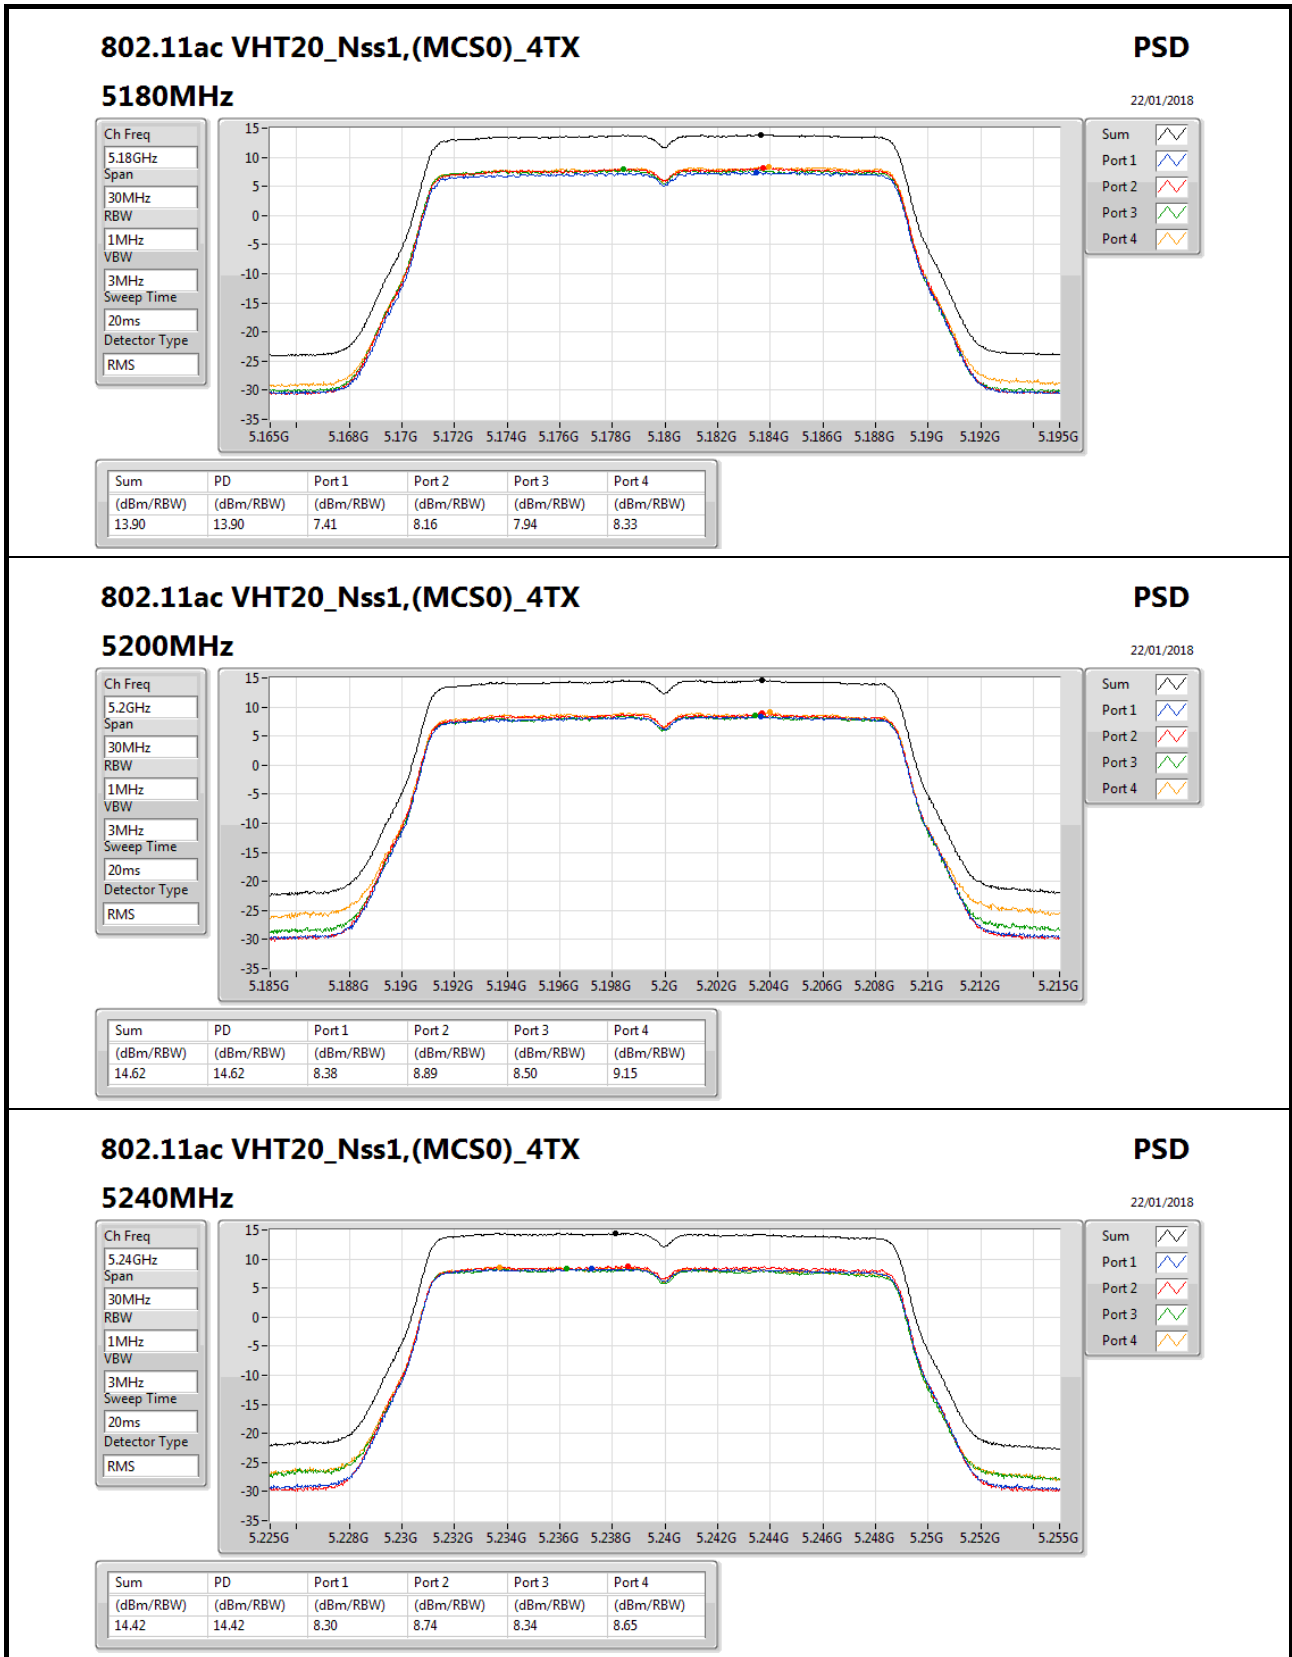 802.11ac VHT20_Nss1,(MCS0)_4TX PSD
5180MHz 22/01/2018
Ch Freq
5.18GHz
Span
30MHz
RBW
1MHz
VBW
3MHz
Sweep Time
20ms
Detector Type
RMS
15
10
5
0
-5
-10
-15
-20
-25
-30
-35
5.165G 5.168G 5.17G 5.172G 5.174G 5.176G 5.178G 5.18G 5.182G 5.184G 5.186G 5.188G 5.19G 5.192G 5.195G
Sum
Port 1
Port 2
Port 3
Port 4
Sum PD Port 1 Port 2 Port 3 Port 4
(dBm/RBW) (dBm/RBW) (dBm/RBW) (dBm/RBW) (dBm/RBW) (dBm/RBW)
13.90 13.90 7.41 8.16 7.94 8.33
802.11ac VHT20_Nss1,(MCS0)_4TX PSD
5200MHz 22/01/2018
Ch Freq
5.2GHz
Span
30MHz
RBW
1MHz
VBW
3MHz
Sweep Time
20ms
Detector Type
RMS
15
10
5
0
-5
-10
-15
-20
-25
-30
-35
5.185G 5.188G 5.19G 5.192G 5.194G 5.196G 5.198G 5.2G 5.202G 5.204G 5.206G 5.208G 5.21G 5.212G 5.215G
Sum
Port 1
Port 2
Port 3
Port 4
Sum PD Port 1 Port 2 Port 3 Port 4
(dBm/RBW) (dBm/RBW) (dBm/RBW) (dBm/RBW) (dBm/RBW) (dBm/RBW)
14.62 14.62 8.38 8.89 8.50 9.15
802.11ac VHT20_Nss1,(MCS0)_4TX PSD
5240MHz 22/01/2018
Ch Freq
5.24GHz
Span
30MHz
RBW
1MHz
VBW
3MHz
Sweep Time
20ms
Detector Type
RMS
15
10
5
0
-5
-10
-15
-20
-25
-30
-35
5.225G 5.228G 5.23G 5.232G 5.234G 5.236G 5.238G 5.24G 5.242G 5.244G 5.246G 5.248G 5.25G 5.252G 5.255G
Sum
Port 1
Port 2
Port 3
Port 4
Sum PD Port 1 Port 2 Port 3 Port 4
(dBm/RBW) (dBm/RBW) (dBm/RBW) (dBm/RBW) (dBm/RBW) (dBm/RBW)
14.42 14.42 8.30 8.74 8.34 8.65